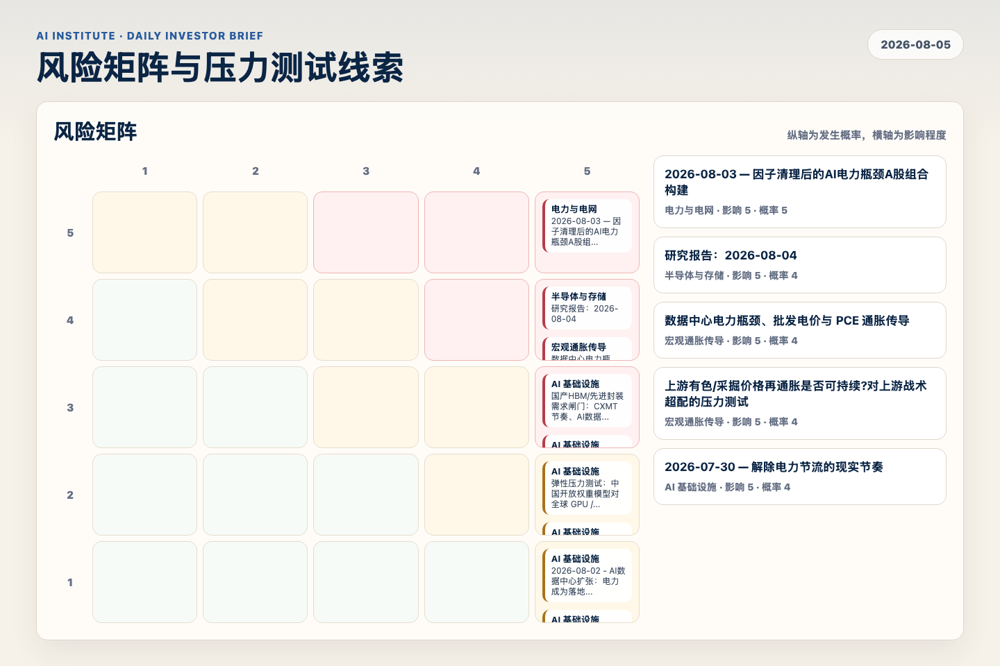 AI INSTITUTE · DAILY INVESTOR BRIEF
风险矩阵与压力测试线索
2026-08-05
风险矩阵
纵轴为发生概率，横轴为影响程度
1
2
3
4
5
5
电力与电网
2026-08-03 — 因
子清理后的AI电力
瓶颈A股组...
4
半导体与存储
研究报告：2026-
08-04
宏观通胀传导
数据中心电力瓶
3
AI 基础设施
国产HBM/先进封装
需求闸门：CXMT
节奏、AI数据...
AI 基础设施
2
AI 基础设施
弹性压力测试：中
国开放权重模型对
全球 GPU /...
AI 基础设施
1
AI 基础设施
2026-08-02 - AI数
据中心扩张：电力
成为落地...
AI 基础设施
2026-08-03 — 因子清理后的AI电力瓶颈A股组合
构建
电力与电网 · 影响 5 · 概率 5
研究报告：2026-08-04
半导体与存储 · 影响 5 · 概率 4
数据中心电力瓶颈、批发电价与 PCE 通胀传导
宏观通胀传导 · 影响 5 · 概率 4
上游有色/采掘价格再通胀是否可持续?对上游战术
超配的压力测试
宏观通胀传导 · 影响 5 · 概率 4
2026-07-30 — 解除电力节流的现实节奏
AI 基础设施 · 影响 5 · 概率 4